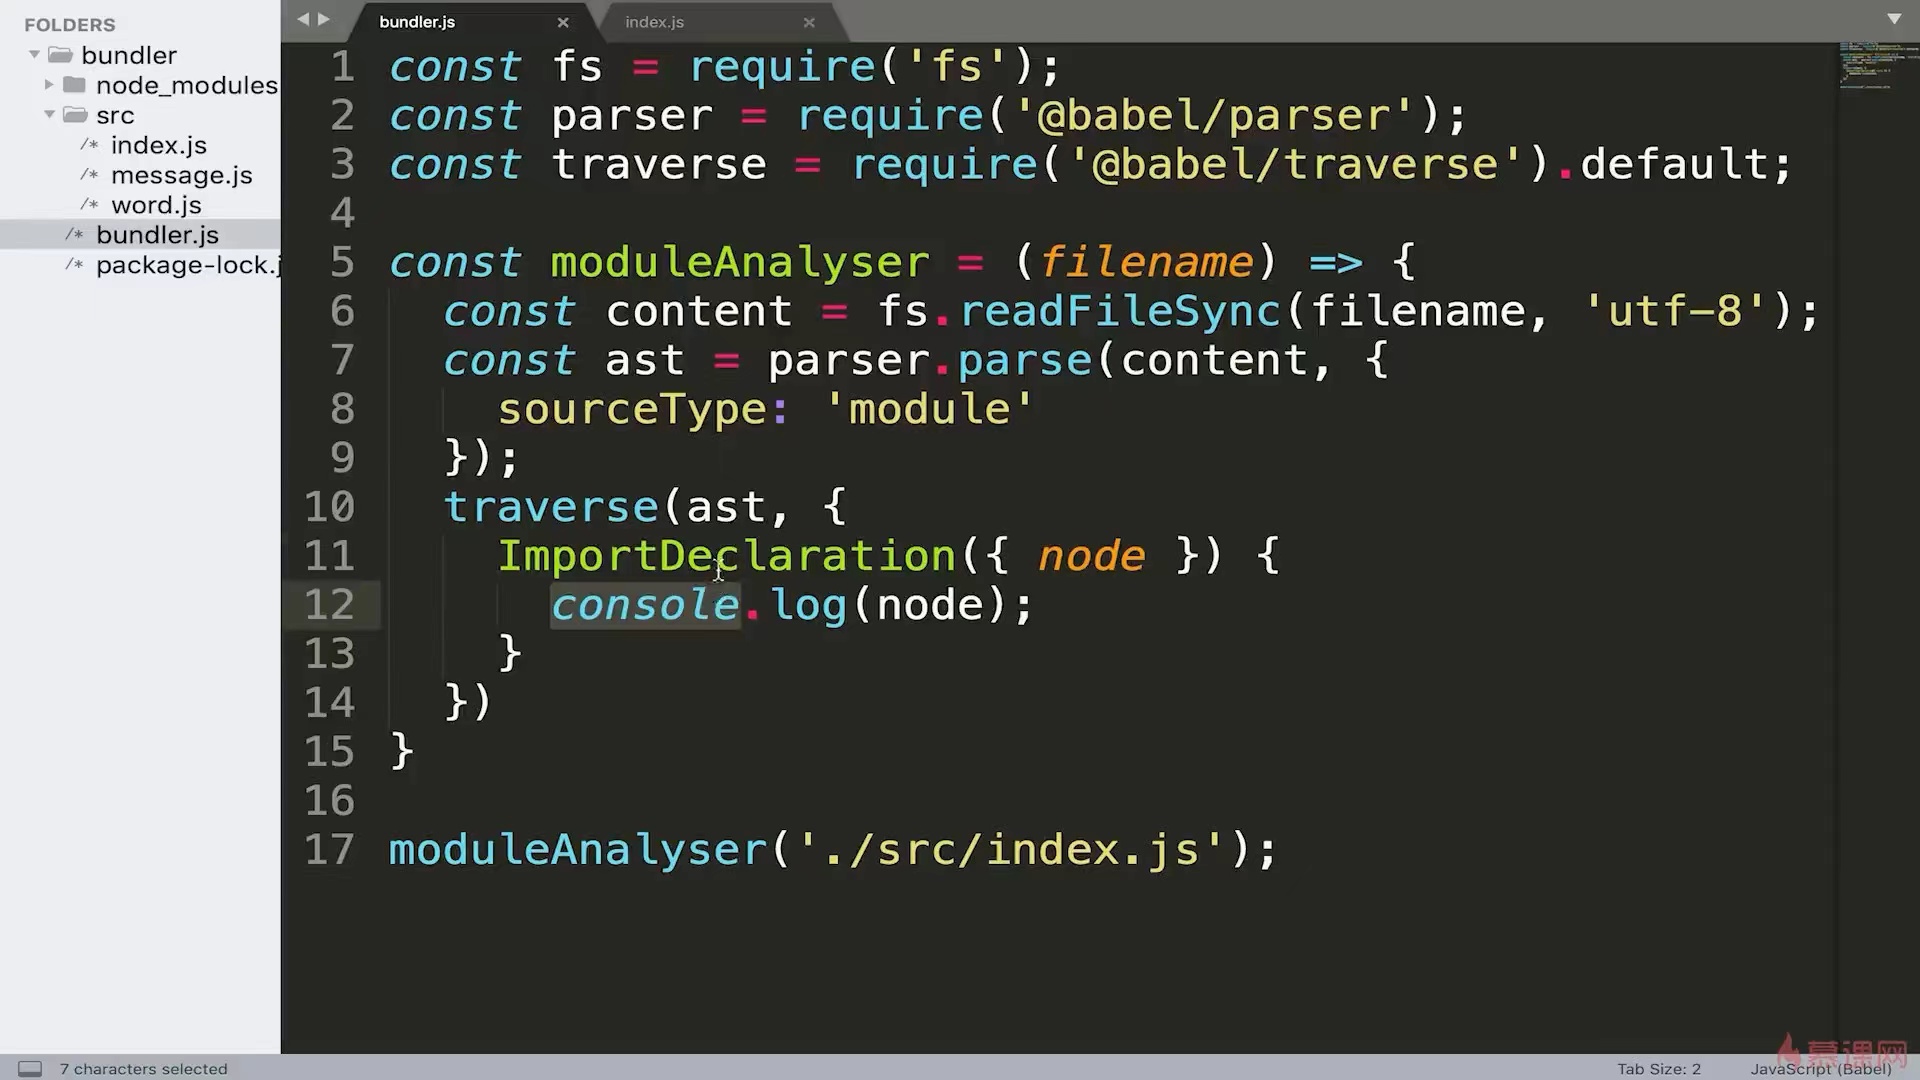 FOLDERS
bundler
node_modules
src
/* index.js
/* message.js
/* word.js
/* bundler.js
/* package-lock.j
bundler.js ×
index.js ×
1 const fs = require('fs');
2 const parser = require('@babel/parser');
3 const traverse = require('@babel/traverse').default;
4
5 const moduleAnalyser = (filename) => {
6   const content = fs.readFileSync(filename, 'utf-8');
7   const ast = parser.parse(content, {
8     sourceType: 'module'
9   });
10   traverse(ast, {
11     ImportDeclaration({ node }) {
12       console.log(node);
13     }
14   })
15 }
16
17 moduleAnalyser('./src/index.js');
7 characters selected
Tab Size: 2
JavaScript (Babel)
慕课网